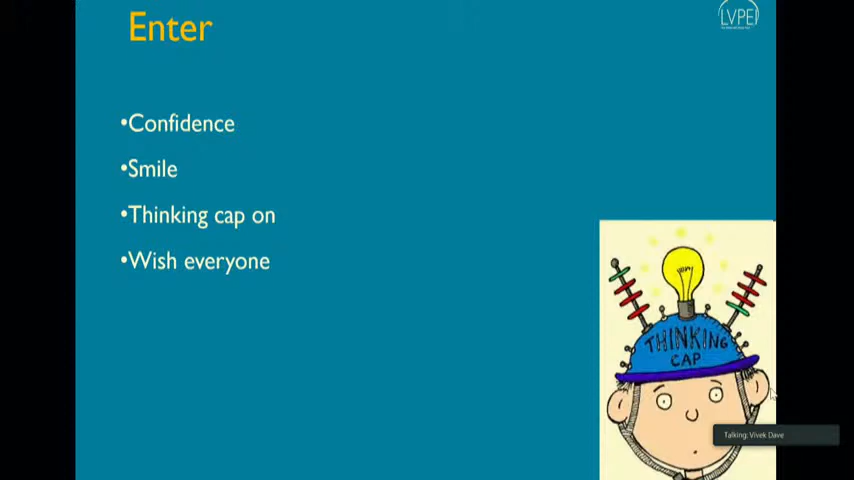 Enter
LVPEI
•Confidence
•Smile
•Thinking cap on
•Wish everyone
THINKING
CAP
Talking: Vivek Dave